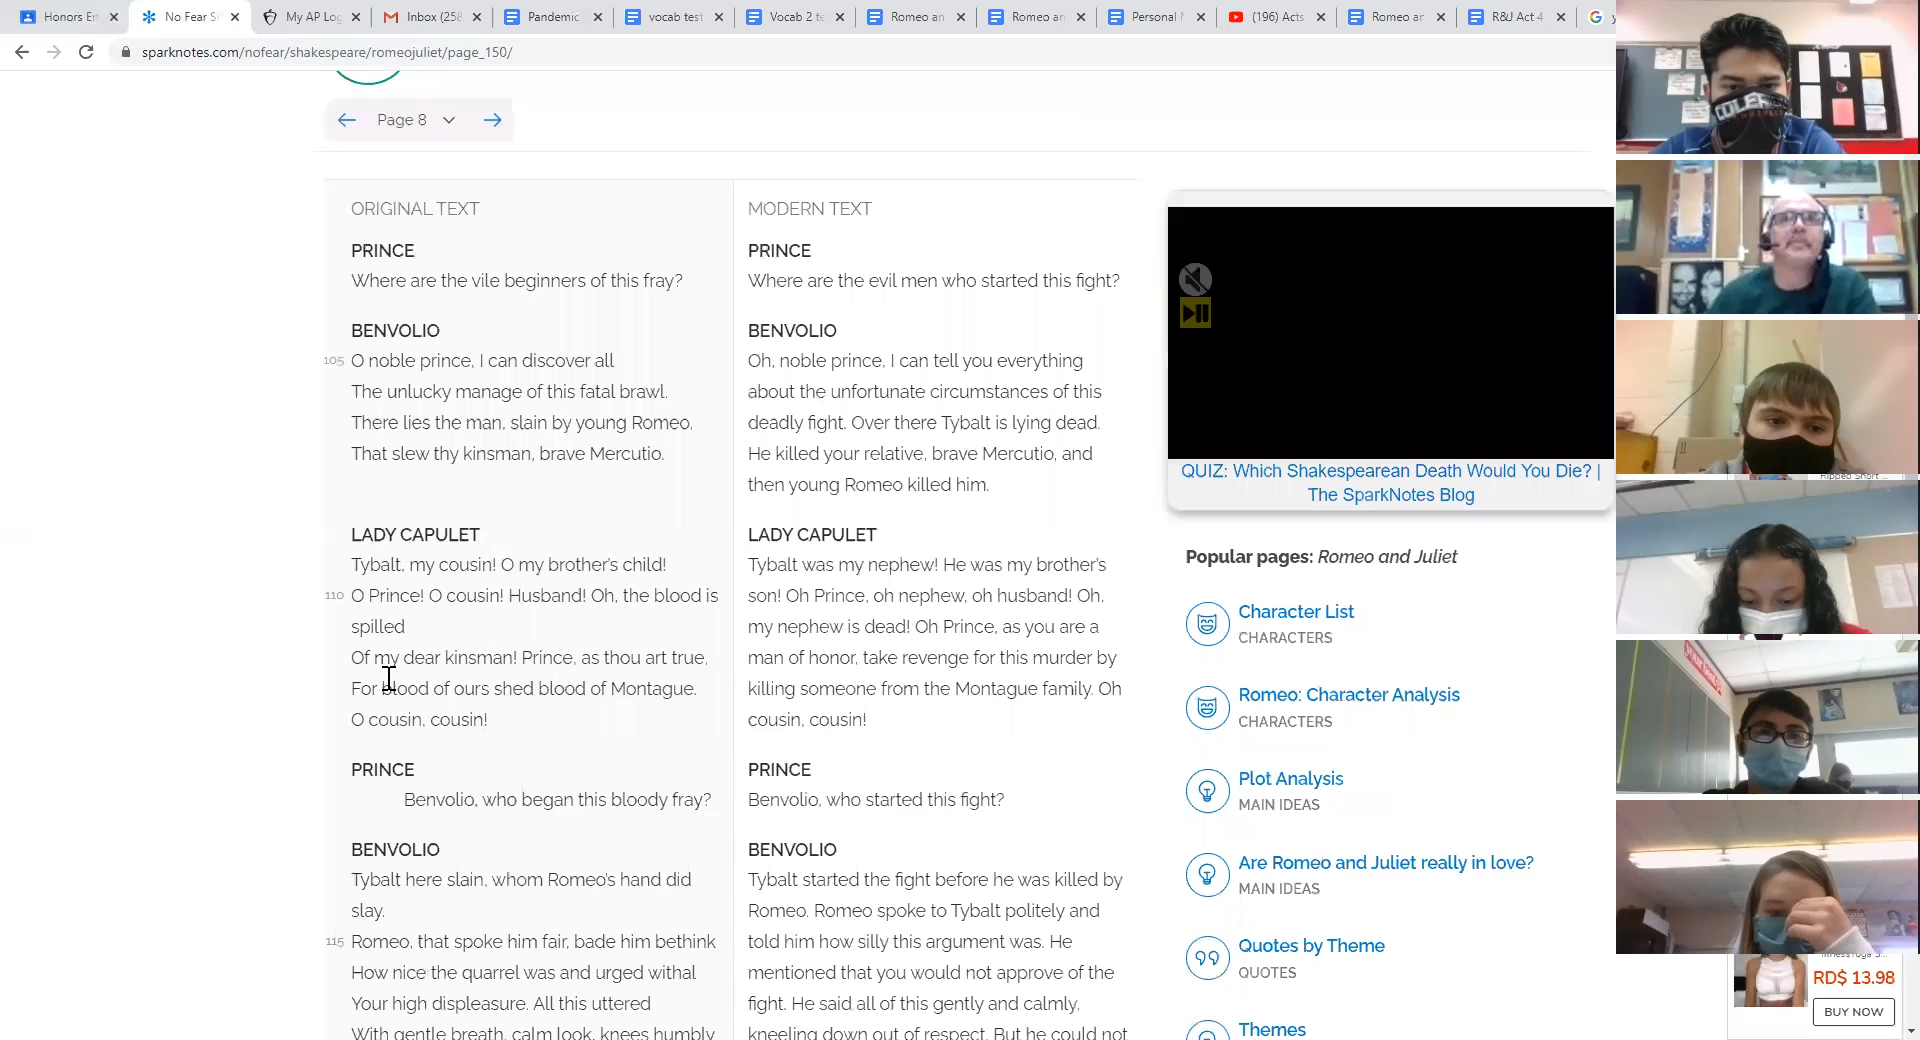 Honors En
No Fear S
My AP Log
Inbox (258
Pandemic
vocab test
Vocab 2 te
Romeo an
Romeo an
Personal
(196) Acts
Romeo ar
R&J Act 4
sparknotes.com/nofear/shakespeare/romeojuliet/page_150/
Page 8
ORIGINAL TEXT
PRINCE
Where are the vile beginners of this fray?
BENVOLIO
105 O noble prince, I can discover all
The unlucky manage of this fatal brawl.
There lies the man, slain by young Romeo,
That slew thy kinsman, brave Mercutio.
LADY CAPULET
Tybalt, my cousin! O my brother's child!
110 O Prince! O cousin! Husband! Oh, the blood is
spilled
Of my dear kinsman! Prince, as thou art true,
For blood of ours shed blood of Montague.
O cousin, cousin!
PRINCE
Benvolio, who began this bloody fray?
BENVOLIO
Tybalt here slain, whom Romeo's hand did
slay.
115 Romeo, that spoke him fair, bade him bethink
How nice the quarrel was and urged withal
Your high displeasure. All this uttered
With gentle breath, calm look, knees humbly
MODERN TEXT
PRINCE
Where are the evil men who started this fight?
BENVOLIO
Oh, noble prince, I can tell you everything
about the unfortunate circumstances of this
deadly fight. Over there Tybalt is lying dead.
He killed your relative, brave Mercutio, and
then young Romeo killed him.
LADY CAPULET
Tybalt was my nephew! He was my brother's
son! Oh Prince, oh nephew, oh husband! Oh,
my nephew is dead! Oh Prince, as you are a
man of honor, take revenge for this murder by
killing someone from the Montague family. Oh
cousin, cousin!
PRINCE
Benvolio, who started this fight?
BENVOLIO
Tybalt started the fight before he was killed by
Romeo. Romeo spoke to Tybalt politely and
told him how silly this argument was. He
mentioned that you would not approve of the
fight. He said all of this gently and calmly,
kneeling down out of respect. But he could not
QUIZ: Which Shakespearean Death Would You Die? |
The SparkNotes Blog
Popular pages: Romeo and Juliet
Character List
CHARACTERS
Romeo: Character Analysis
CHARACTERS
Plot Analysis
MAIN IDEAS
Are Romeo and Juliet really in love?
MAIN IDEAS
Quotes by Theme
QUOTES
Themes
Ripped Short ...
RD$ 13.98
BUY NOW